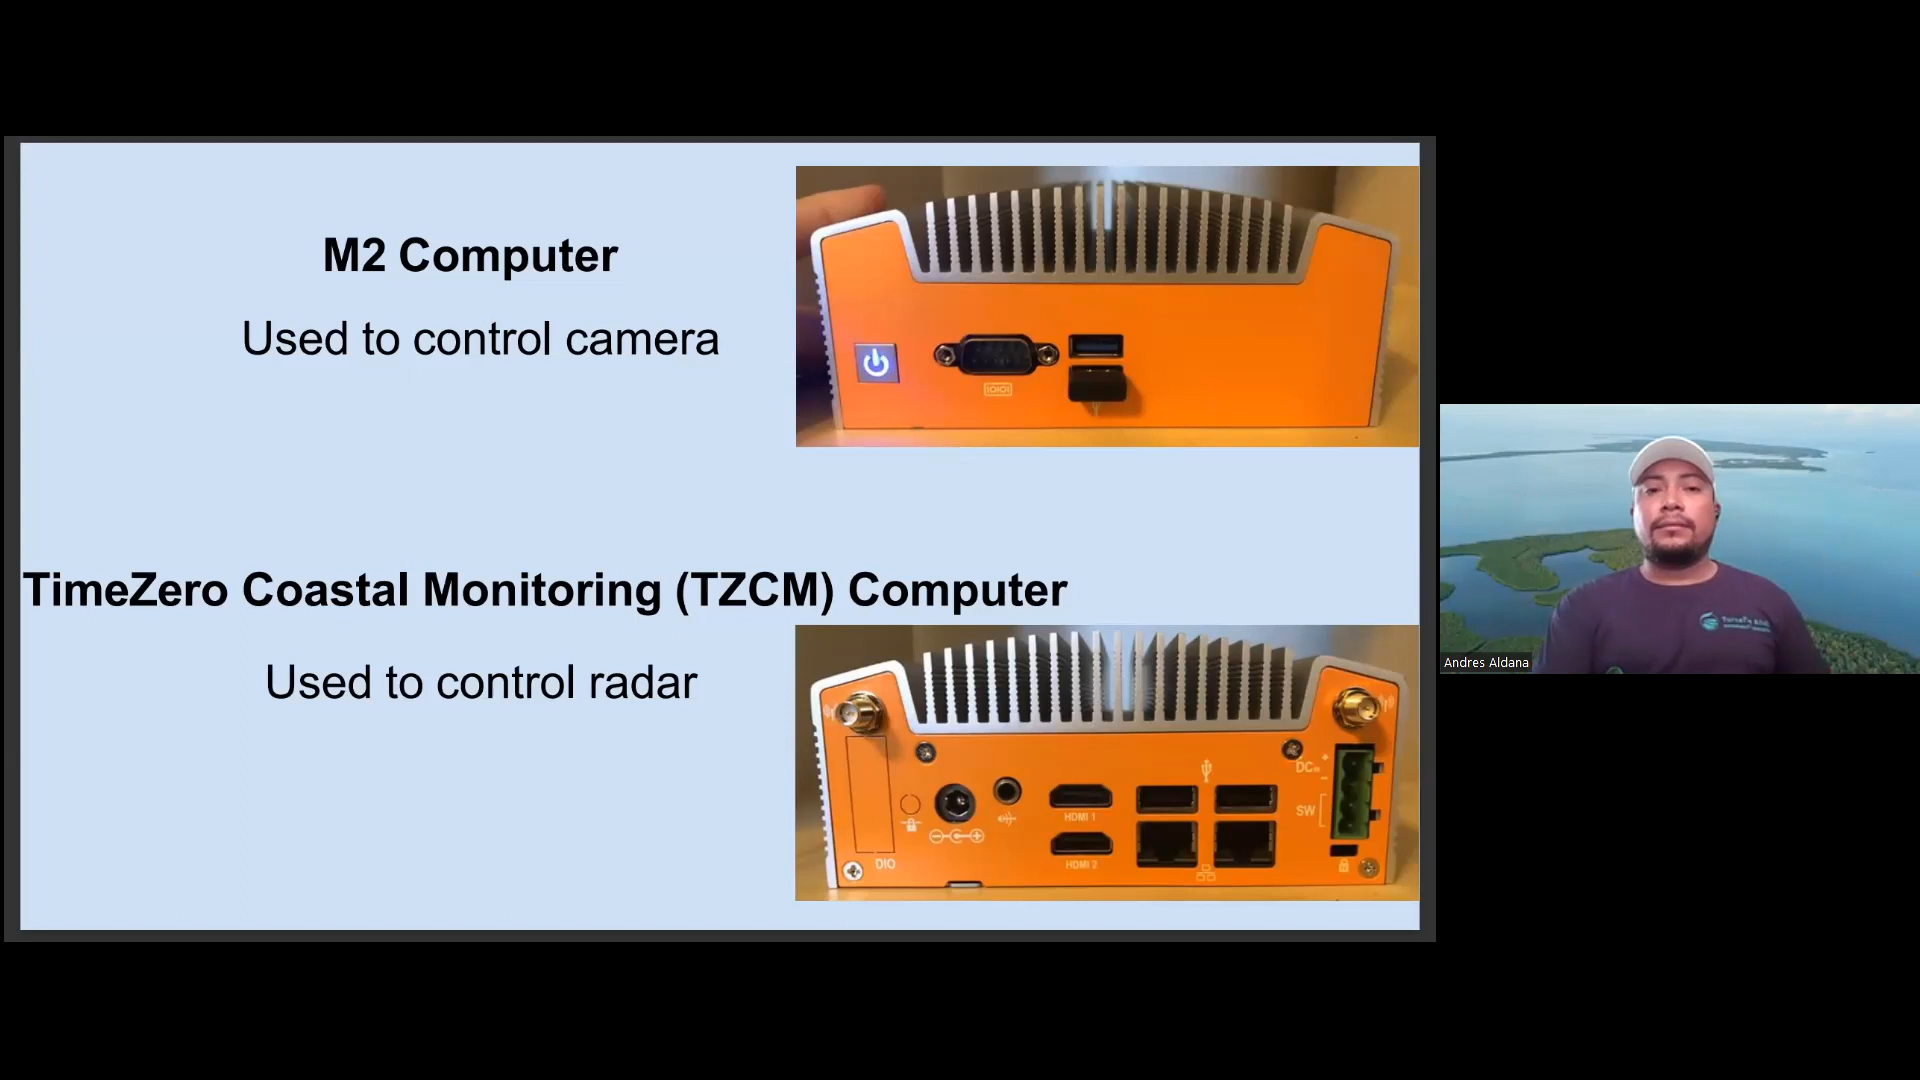 M2 Computer
Used to control camera
TimeZero Coastal Monitoring (TZCM) Computer
Used to control radar
DIO
HDMI 1
HDMI 2
DC
SW
Andres Aldana